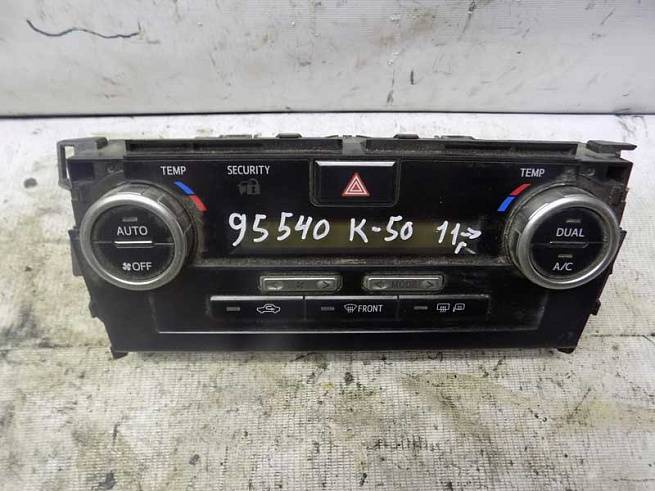 TEMP SECURITY TEMP
AUTO
OFF
95540 К-50 11→
г
DUAL
A/C
MODE
FRONT